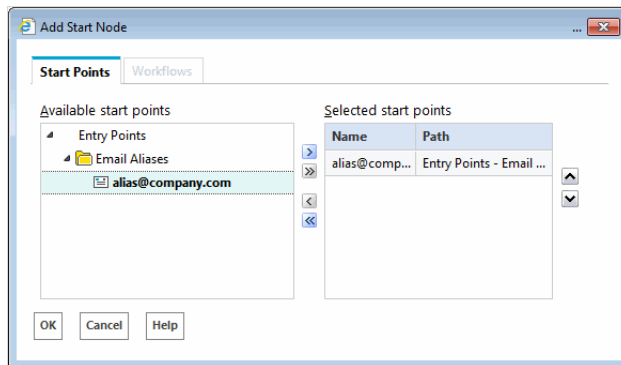 Add Start Node
...
Start Points Workflows
Available start points
Selected start points
Entry Points
Email Aliases
alias@company.com
Name Path
alias@comp... Entry Points - Email ...
OK Cancel Help